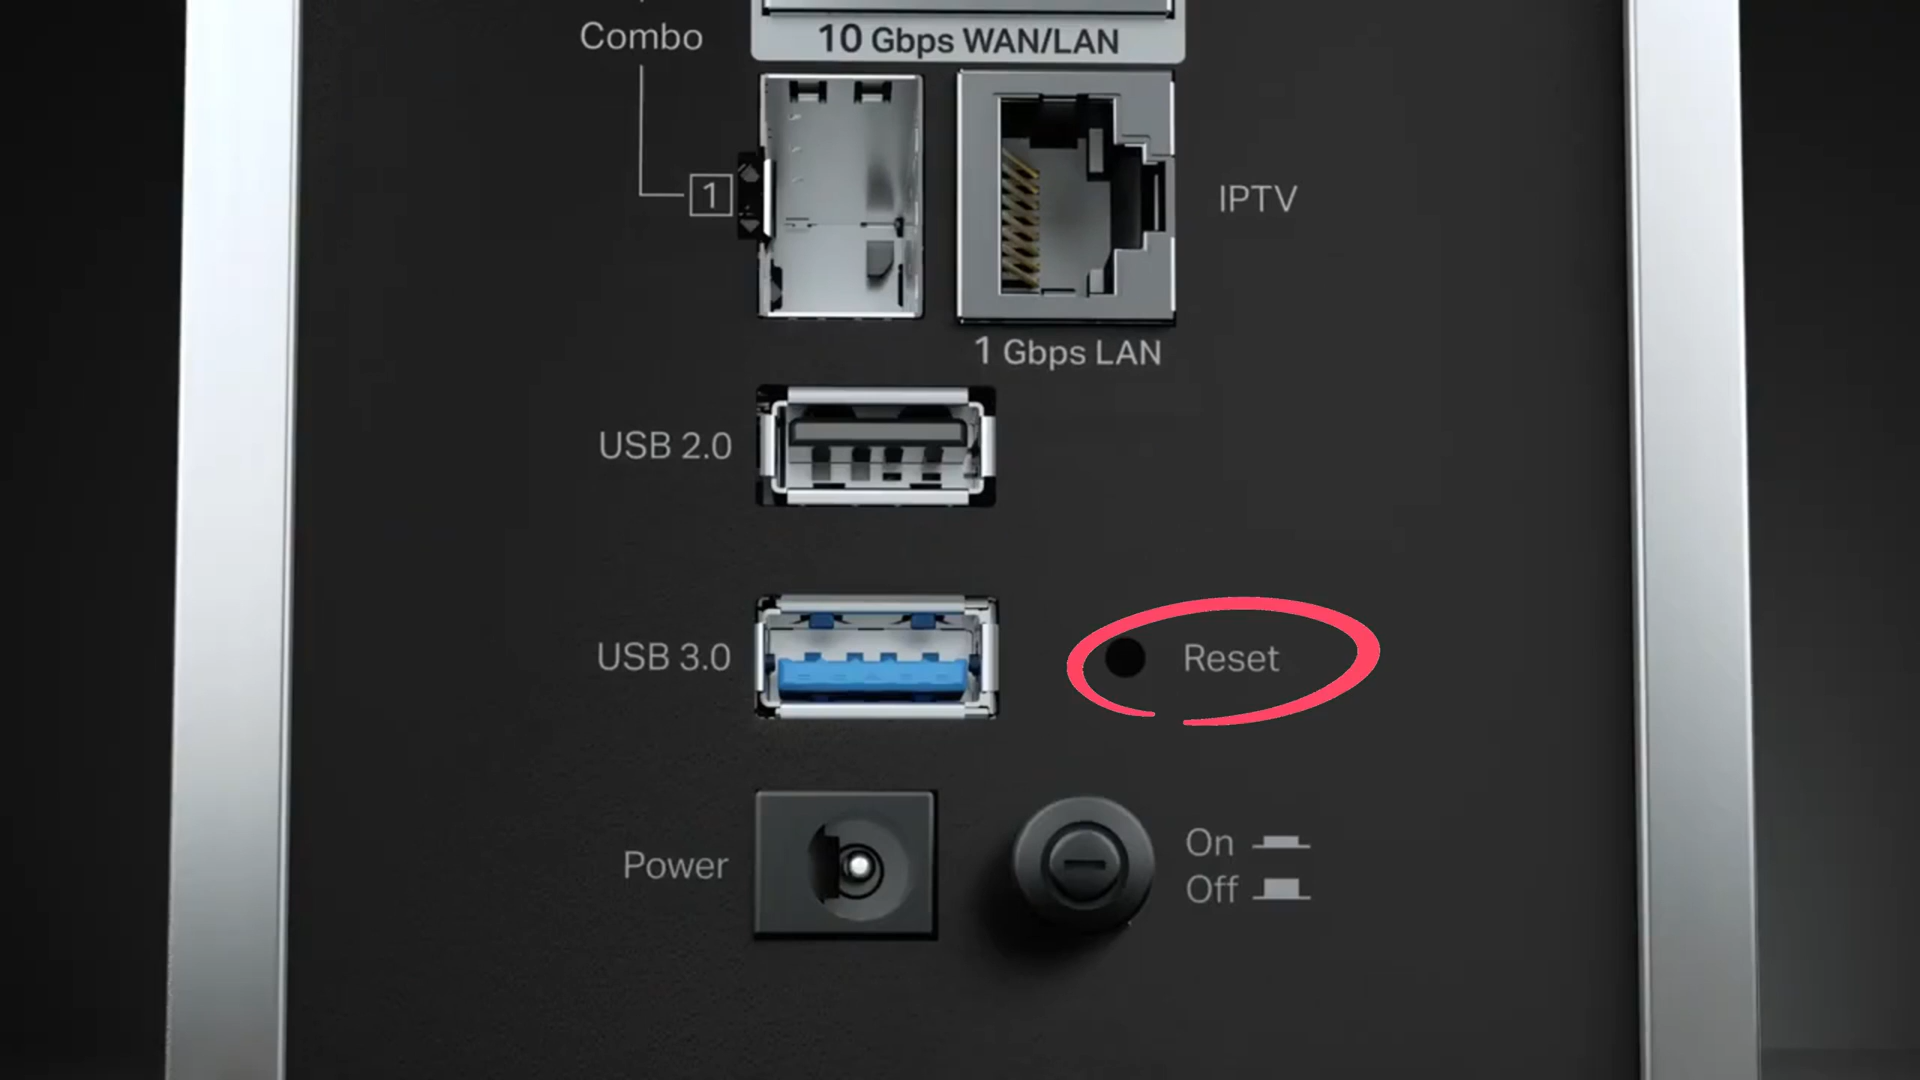 Combo
10 Gbps WAN/LAN
1
IPTV
1 Gbps LAN
USB 2.0
USB 3.0
Reset
Power
On
Off